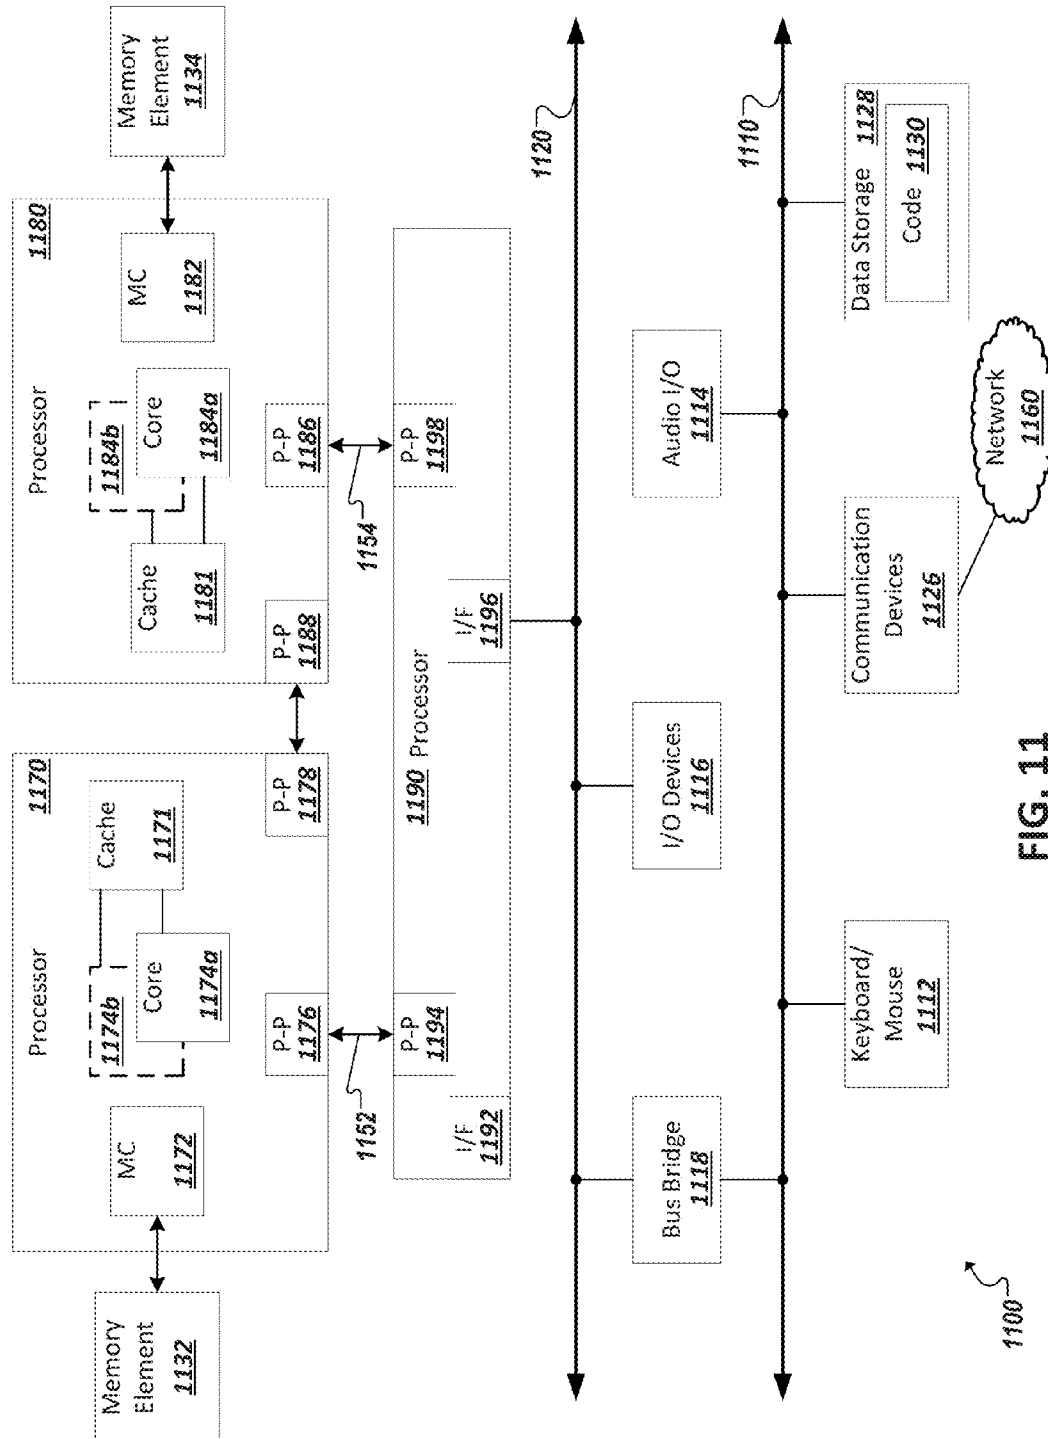 Memory
Element
1132
Processor
1170
MC
1172
1174b
Core
1174a
Cache
1171
P-P
1176
P-P
1178
Processor
1180
Cache
1181
1184b
Core
1184a
MC
1182
P-P
1188
P-P
1186
Memory
Element
1134
1152
1154
I/F
1192
P-P
1194
1190 Processor
I/F
1196
P-P
1198
1120
Bus Bridge
1118
I/O Devices
1116
Audio I/O
1114
1110
Keyboard/
Mouse
1112
Communication
Devices
1126
Data Storage 1128
Code 1130
Network
1160
1100
FIG. 11